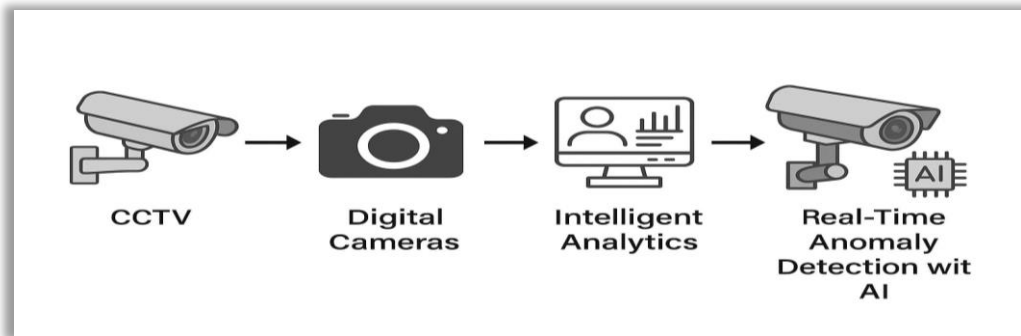 CCTV
Digital
Cameras
Intelligent
Analytics
AI
Real-Time
Anomaly
Detection wit
AI